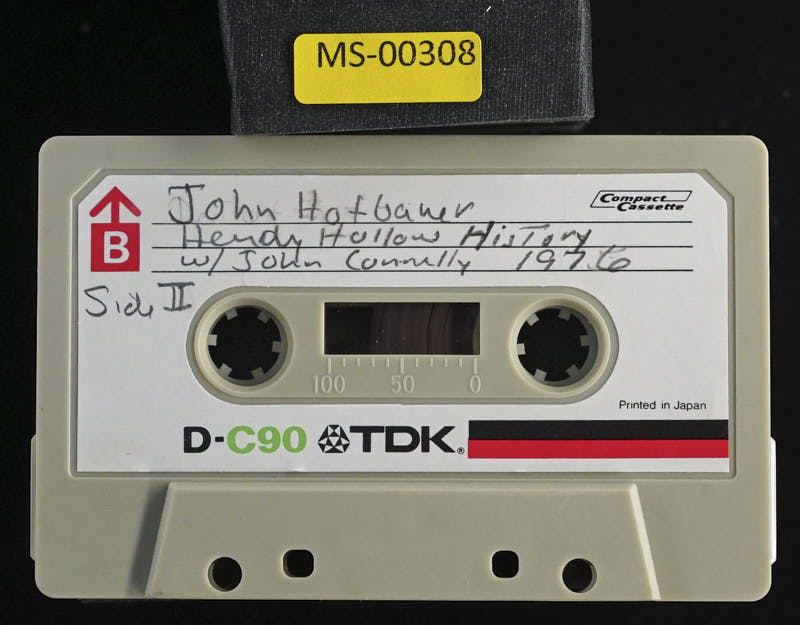 MS-00308
John Hofbauer
Compact Cassette
B
Hendy Hollow History
w/ John Connelly 1976
Side II
100 50 0
Printed in Japan
D-C90 TDK®